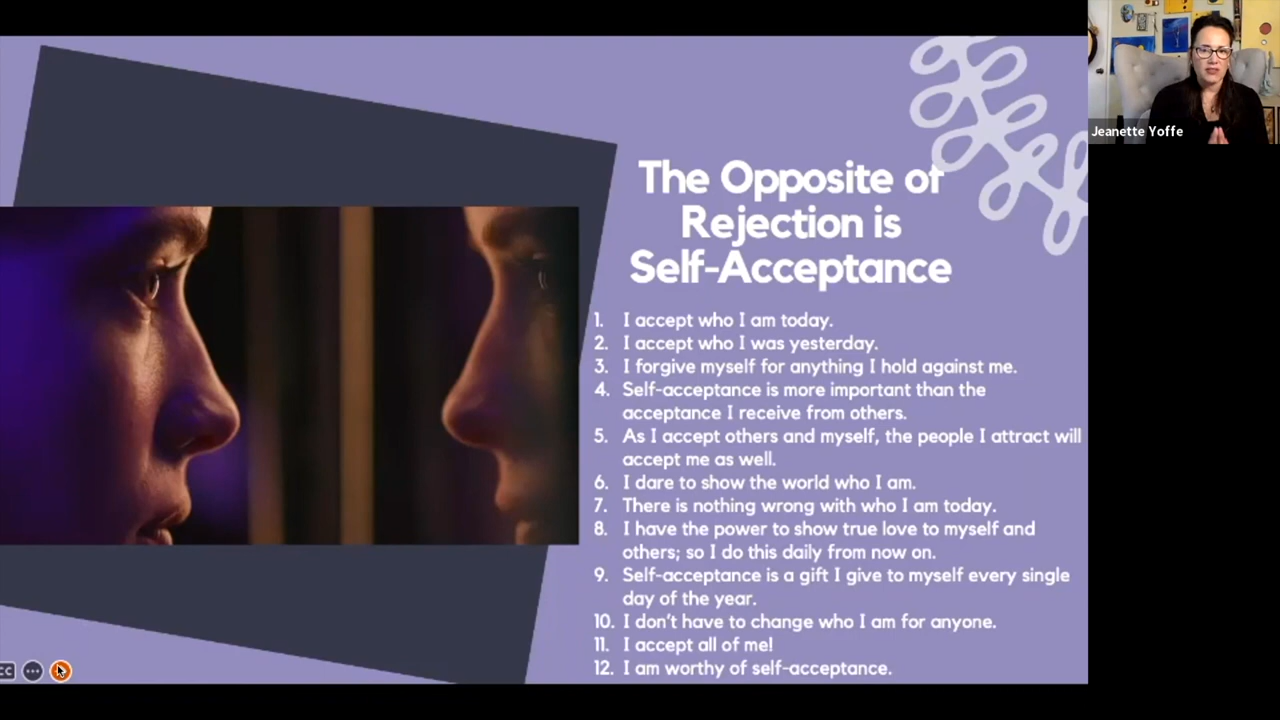 The Opposite of
Rejection is
Self-Acceptance
1. I accept who I am today.
2. I accept who I was yesterday.
3. I forgive myself for anything I hold against me.
4. Self-acceptance is more important than the
acceptance I receive from others.
5. As I accept others and myself, the people I attract will
accept me as well.
6. I dare to show the world who I am.
7. There is nothing wrong with who I am today.
8. I have the power to show true love to myself and
others; so I do this daily from now on.
9. Self-acceptance is a gift I give to myself every single
day of the year.
10. I don't have to change who I am for anyone.
11. I accept all of me!
12. I am worthy of self-acceptance.
Jeanette Yoffe
CC